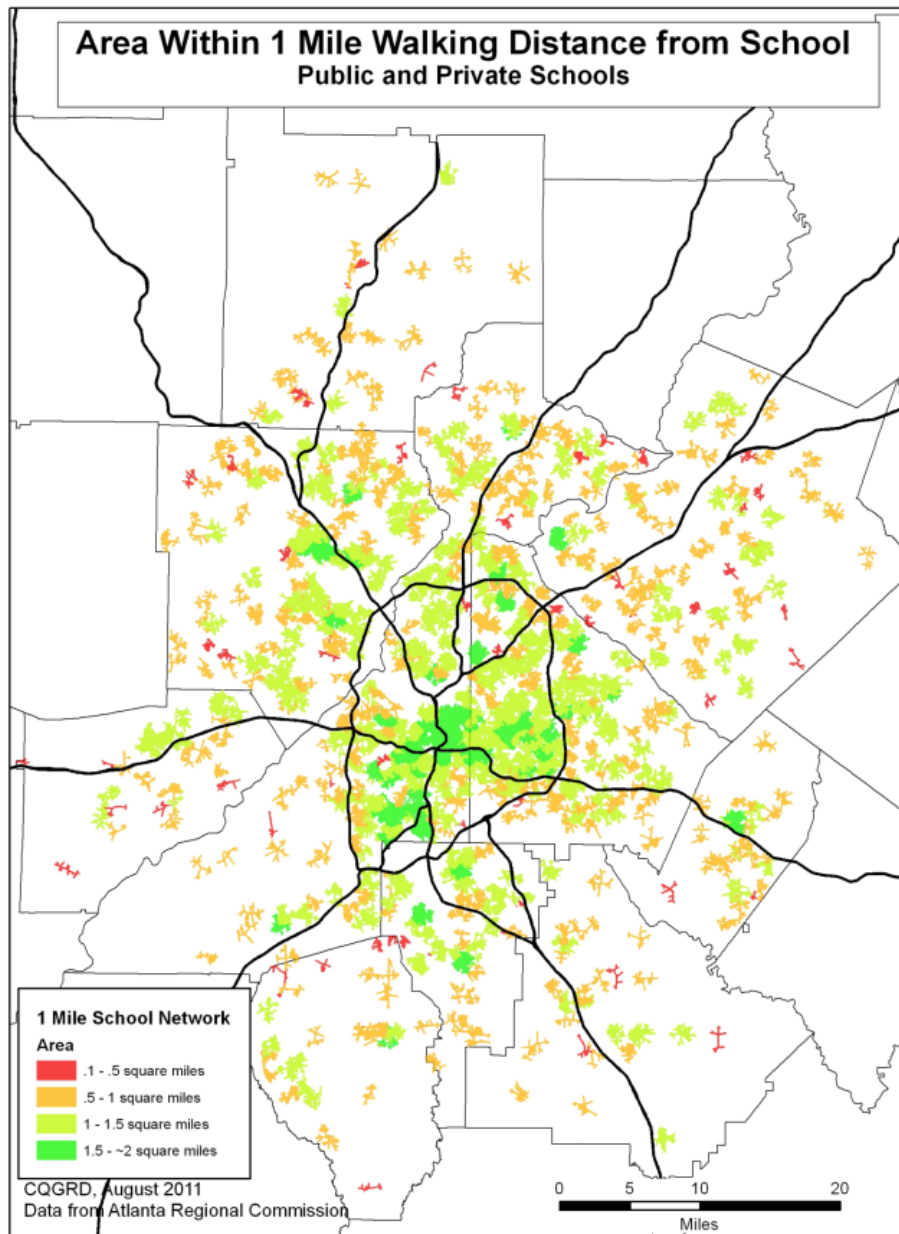 Area Within 1 Mile Walking Distance from School
Public and Private Schools
1 Mile School Network
Area
.1 - .5 square miles
.5 - 1 square miles
1 - 1.5 square miles
1.5 - ~2 square miles
CQGRD, August 2011
Data from Atlanta Regional Commission
0 5 10 20
Miles